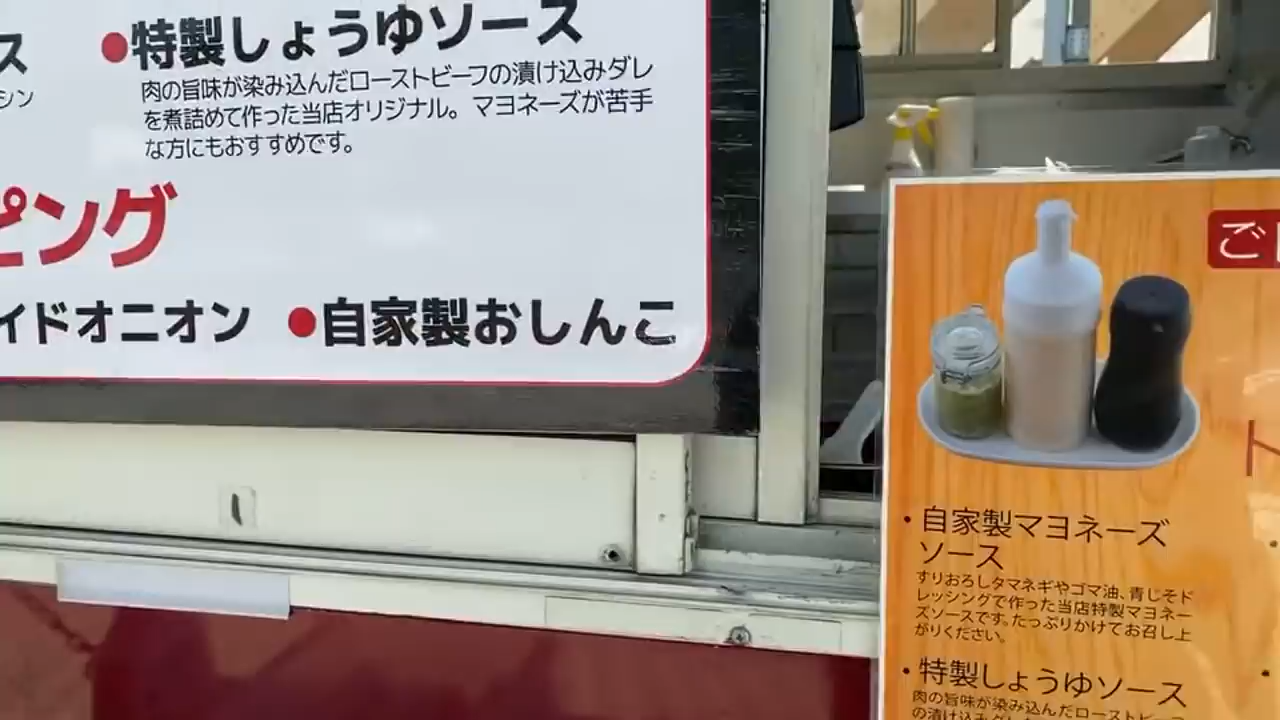 ス
●特製しょうゆソース
シン
肉の旨味が染み込んだローストビーフの漬け込みダレ
を煮詰めて作った当店オリジナル。マヨネーズが苦手
な方にもおすすめです。
ピング
イドオニオン ●自家製おしんこ
ご
・自家製マヨネーズ
ソース
すりおろしタマネギやゴマ油、青じそド
レッシングで作った当店特製マヨネー
ズソースです。たっぷりかけてお召し上
がりください。
・特製しょうゆソース
肉の旨味が染み込んだローストビーフ
の漬け込みダレ